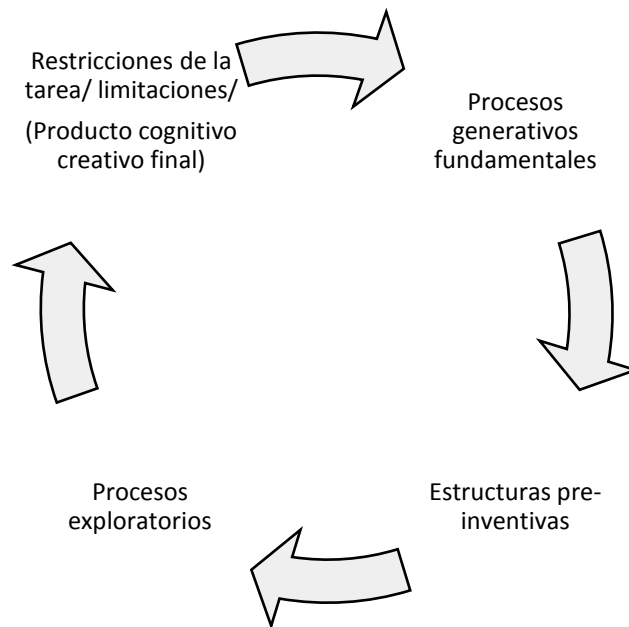 Restricciones de la
tarea/ limitaciones/
(Producto cognitivo
creativo final)
Procesos
generativos
fundamentales
Estructuras pre-
inventivas
Procesos
exploratorios